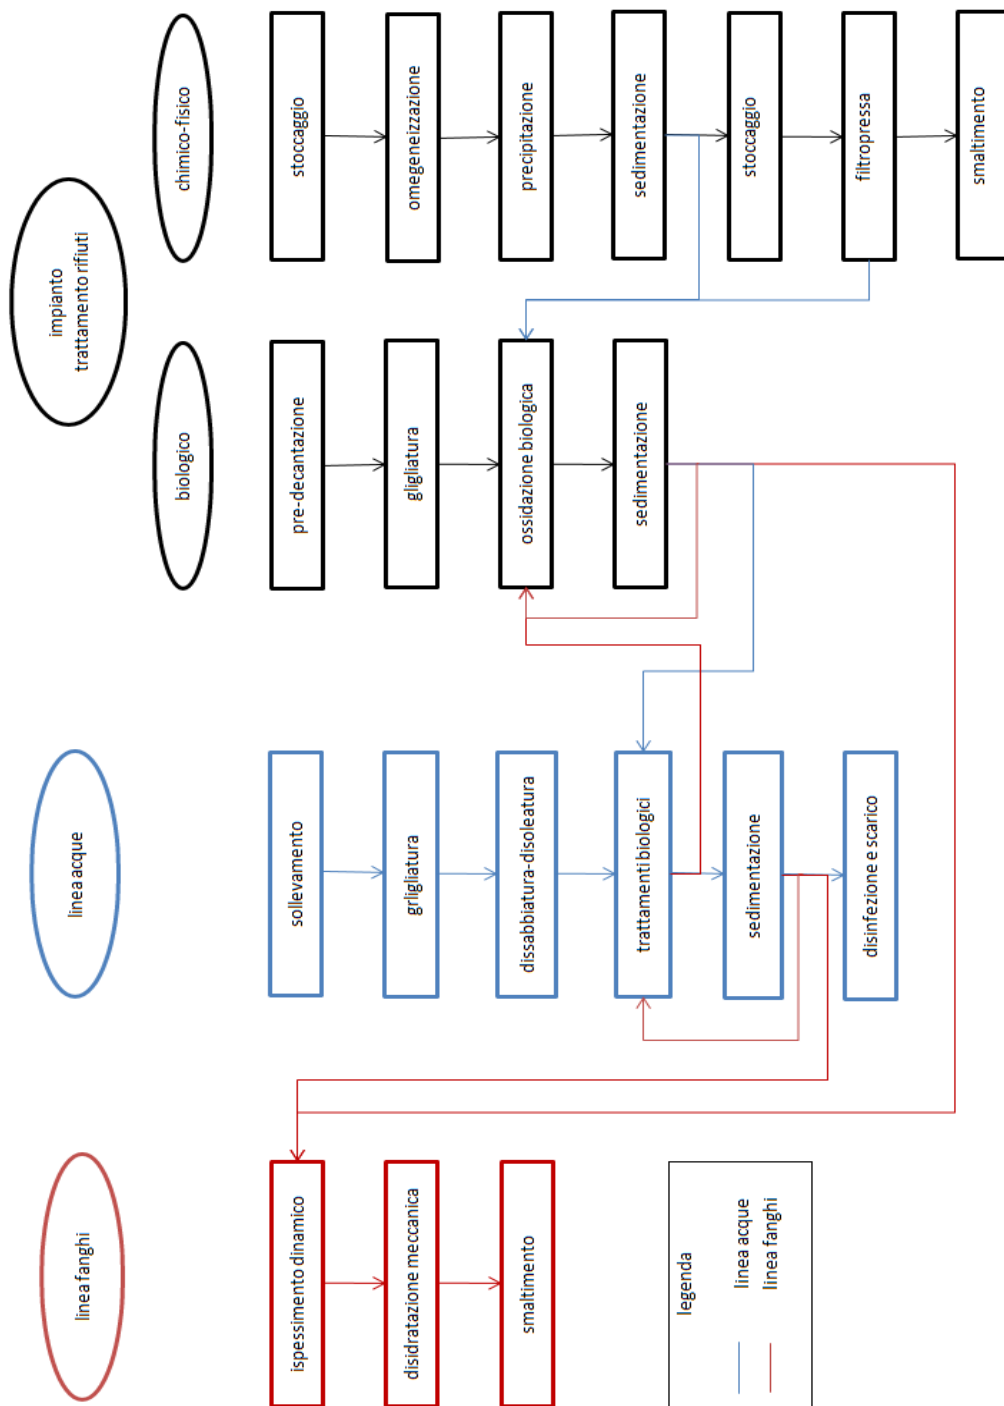 linea fanghi
ispessimento dinamico
disidratazione meccanica
smaltimento
legenda
linea acque
linea fanghi
linea acque
sollevamento
grligliatura
dissabbiatura-disoleatura
trattamenti biologici
sedimentazione
disinfezione e scarico
impianto
trattamento rifiuti
biologico
pre-decantazione
gligliatura
ossidazione biologica
sedimentazione
chimico-fisico
stoccaggio
omegeneizzazione
precipitazione
sedimentazione
stoccaggio
filtropressa
smaltimento